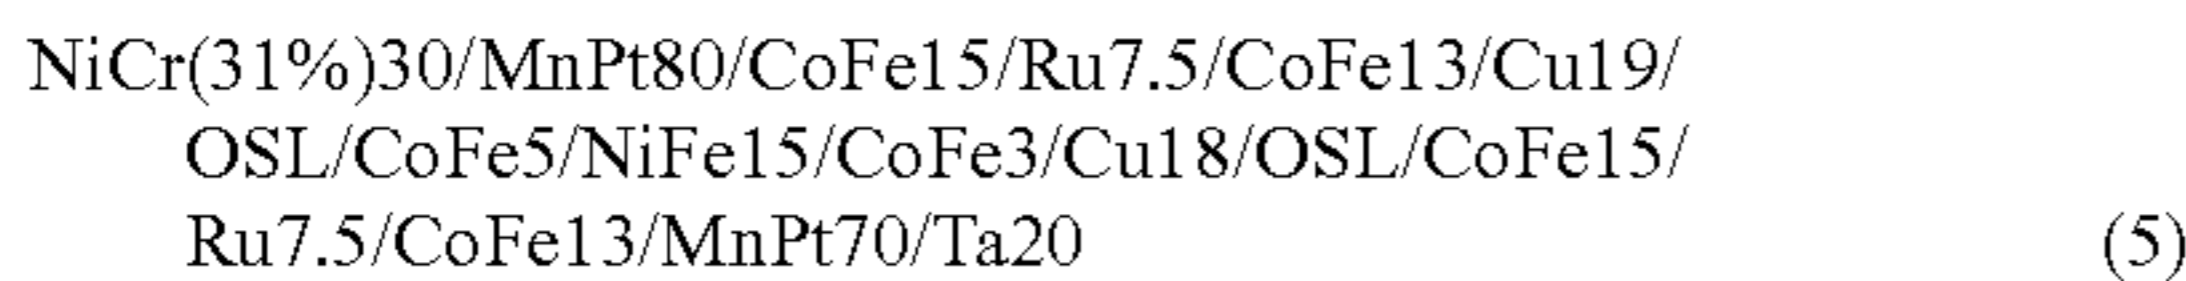 NiCr(31%)30/MnPt80/CoFe15/Ru7.5/CoFe13/Cu19/
OSL/CoFe5/NiFe15/CoFe3/Cu18/OSL/CoFe15/
Ru7.5/CoFe13/MnPt70/Ta20 (5)